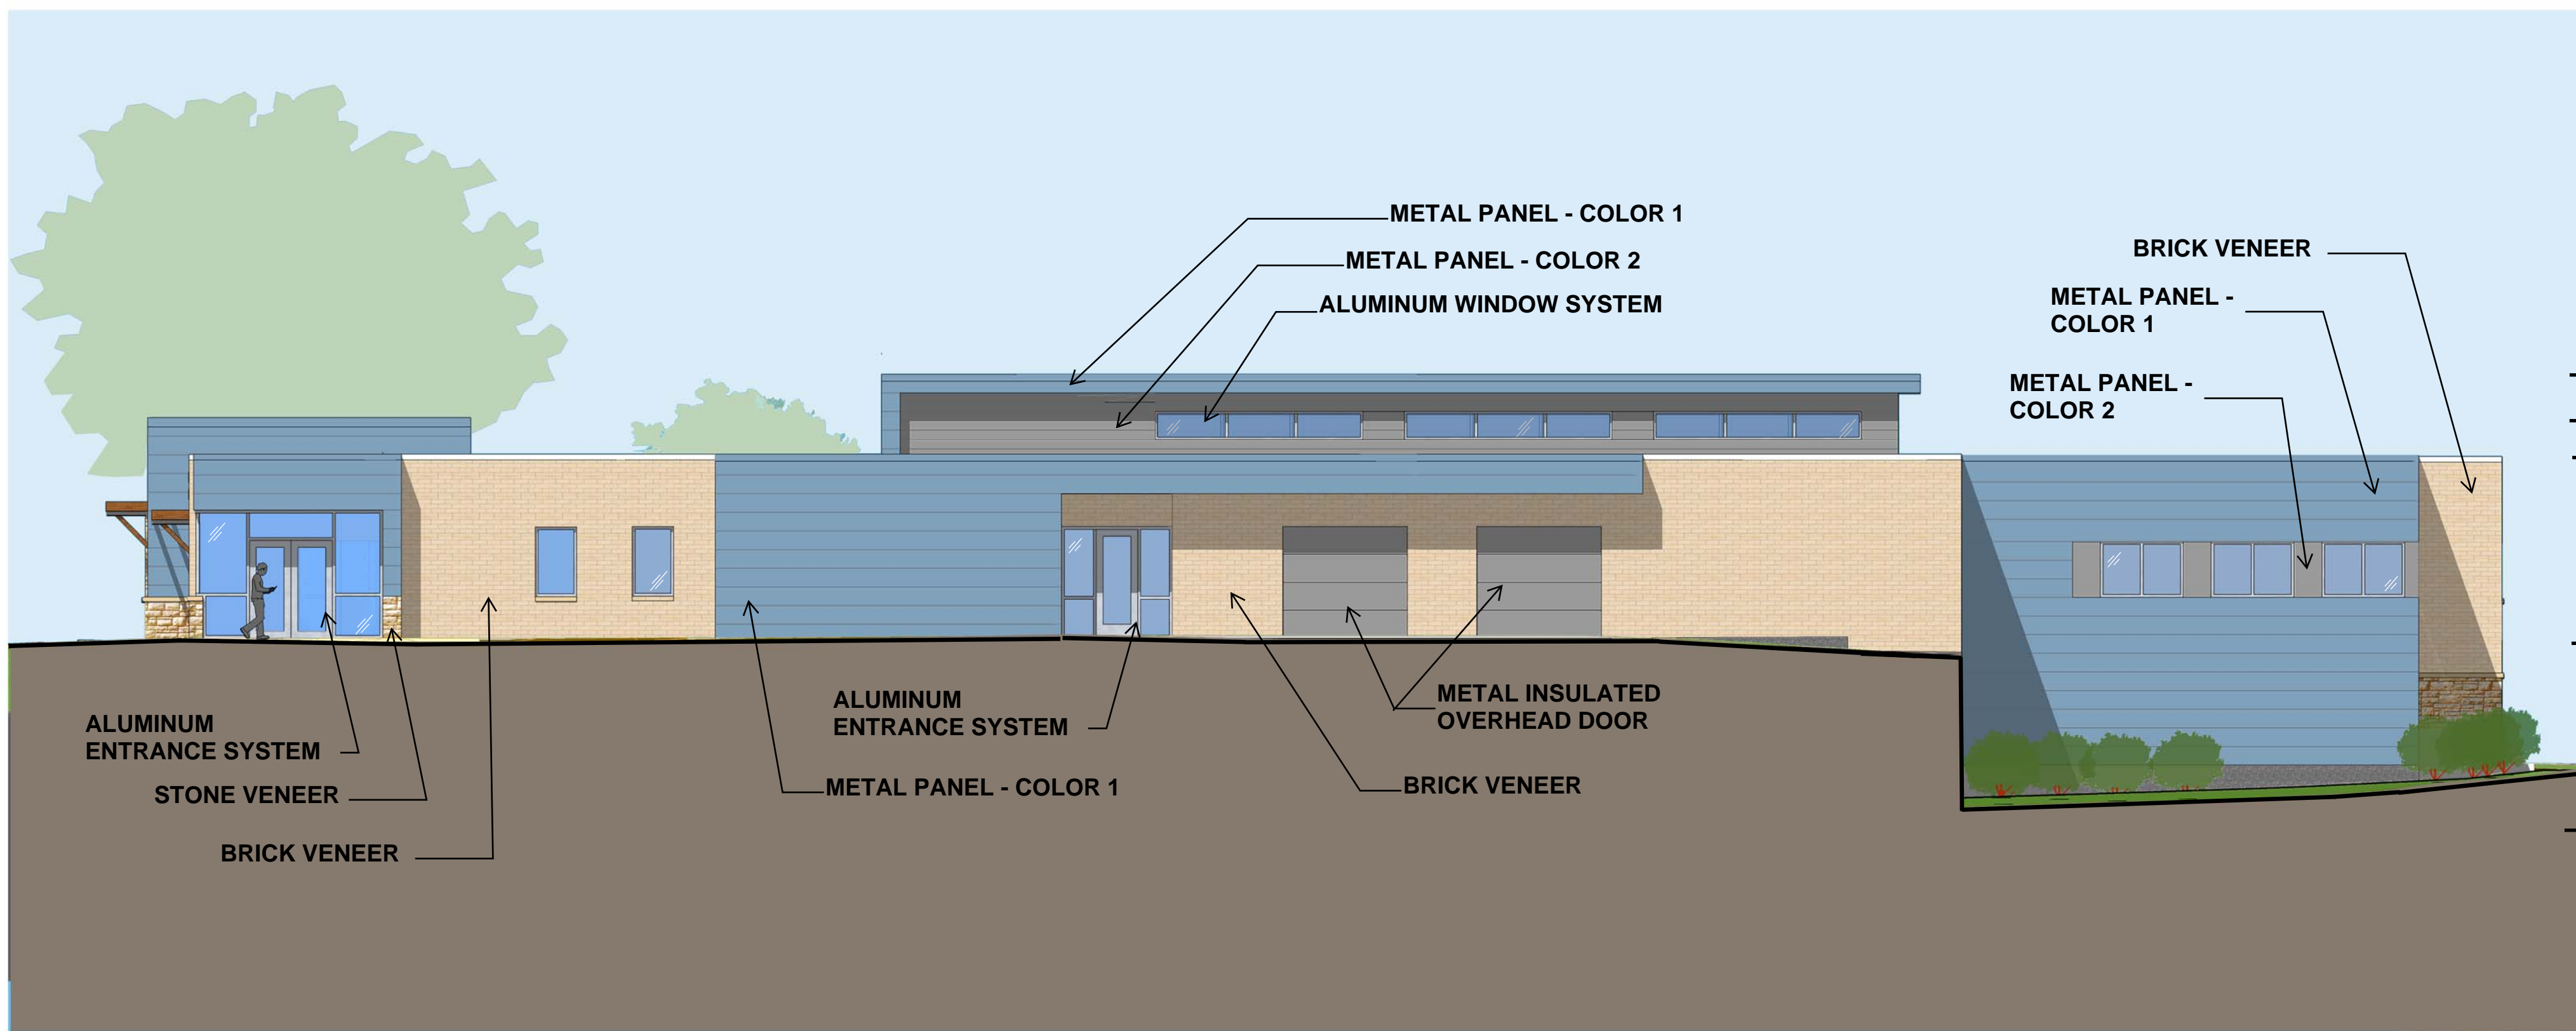 METAL PANEL - COLOR 1
METAL PANEL - COLOR 2
ALUMINUM WINDOW SYSTEM
BRICK VENEER
METAL PANEL -
COLOR 1
METAL PANEL -
COLOR 2
ALUMINUM
ENTRANCE SYSTEM
STONE VENEER
BRICK VENEER
ALUMINUM
ENTRANCE SYSTEM
METAL PANEL - COLOR 1
METAL INSULATED
OVERHEAD DOOR
BRICK VENEER